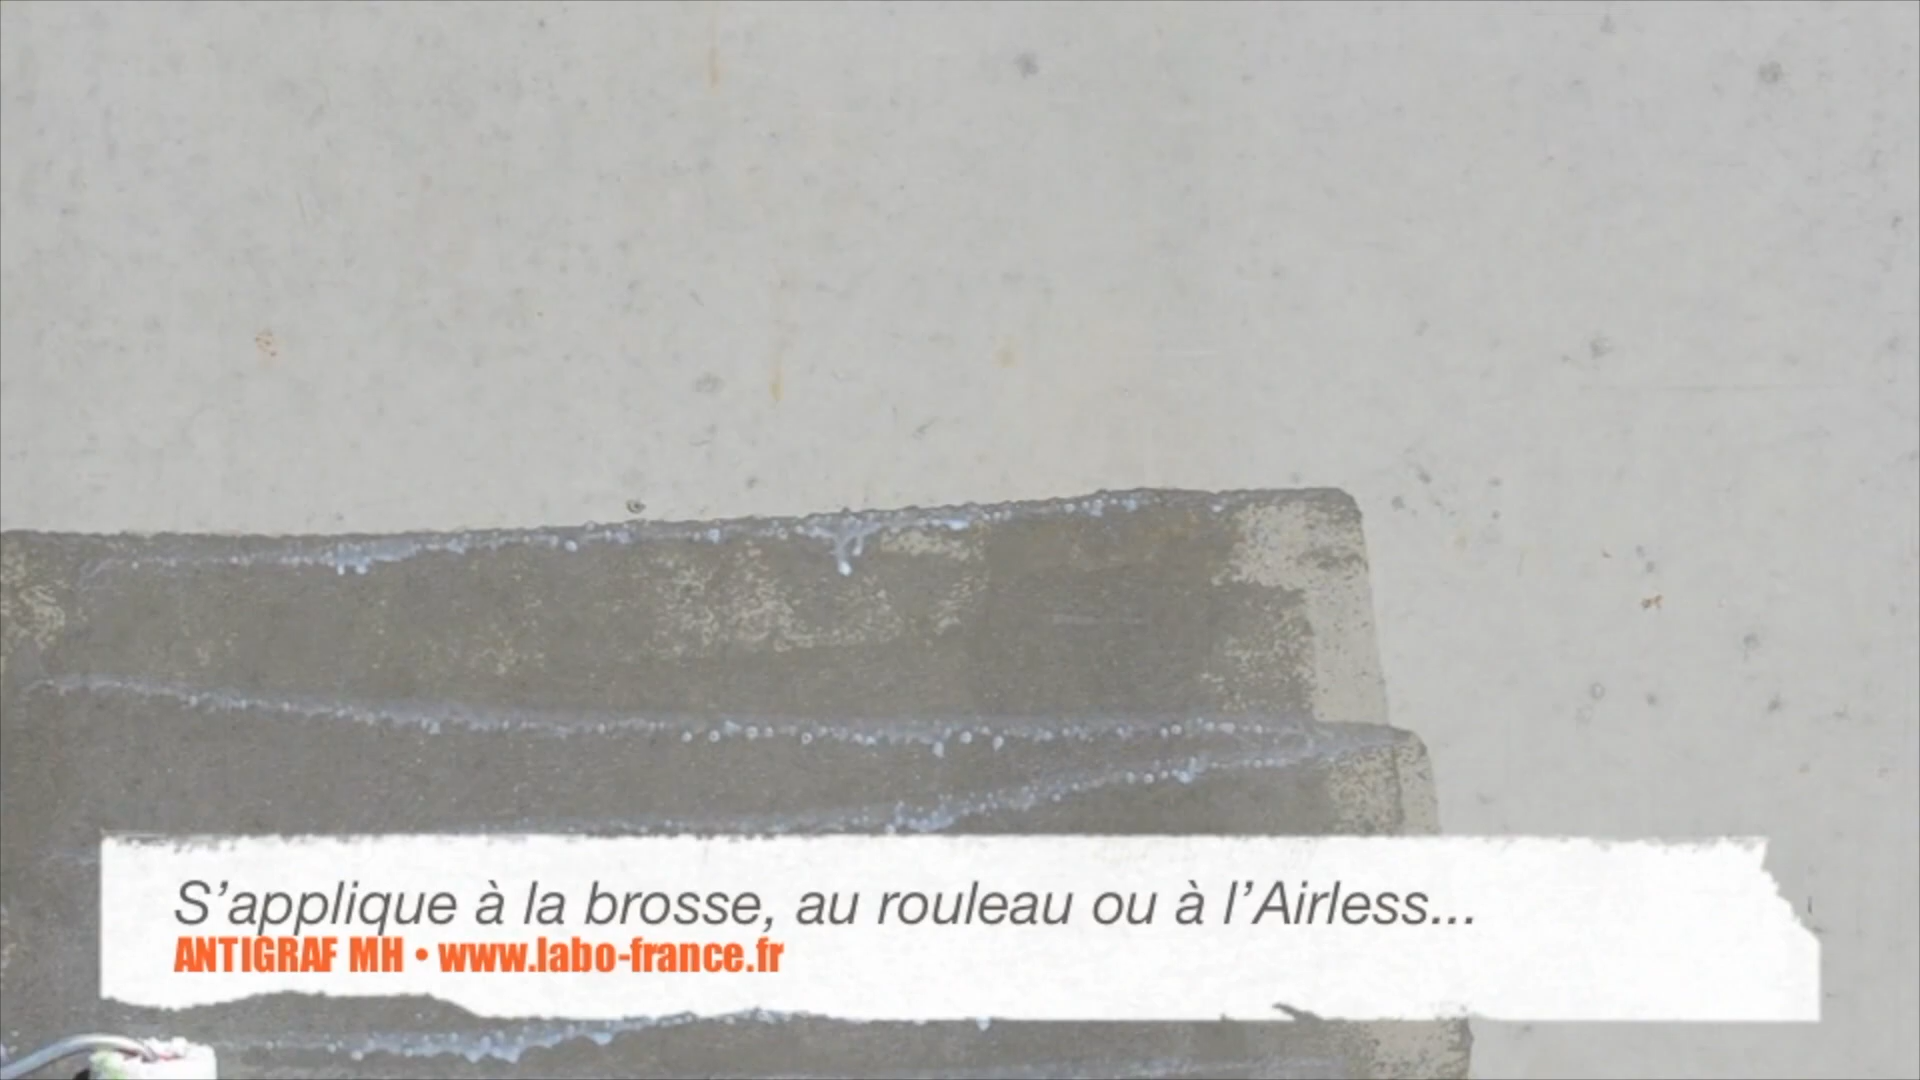 S’applique à la brosse, au rouleau ou à l’Airless...
ANTIGRAF MH • www.labo-france.fr